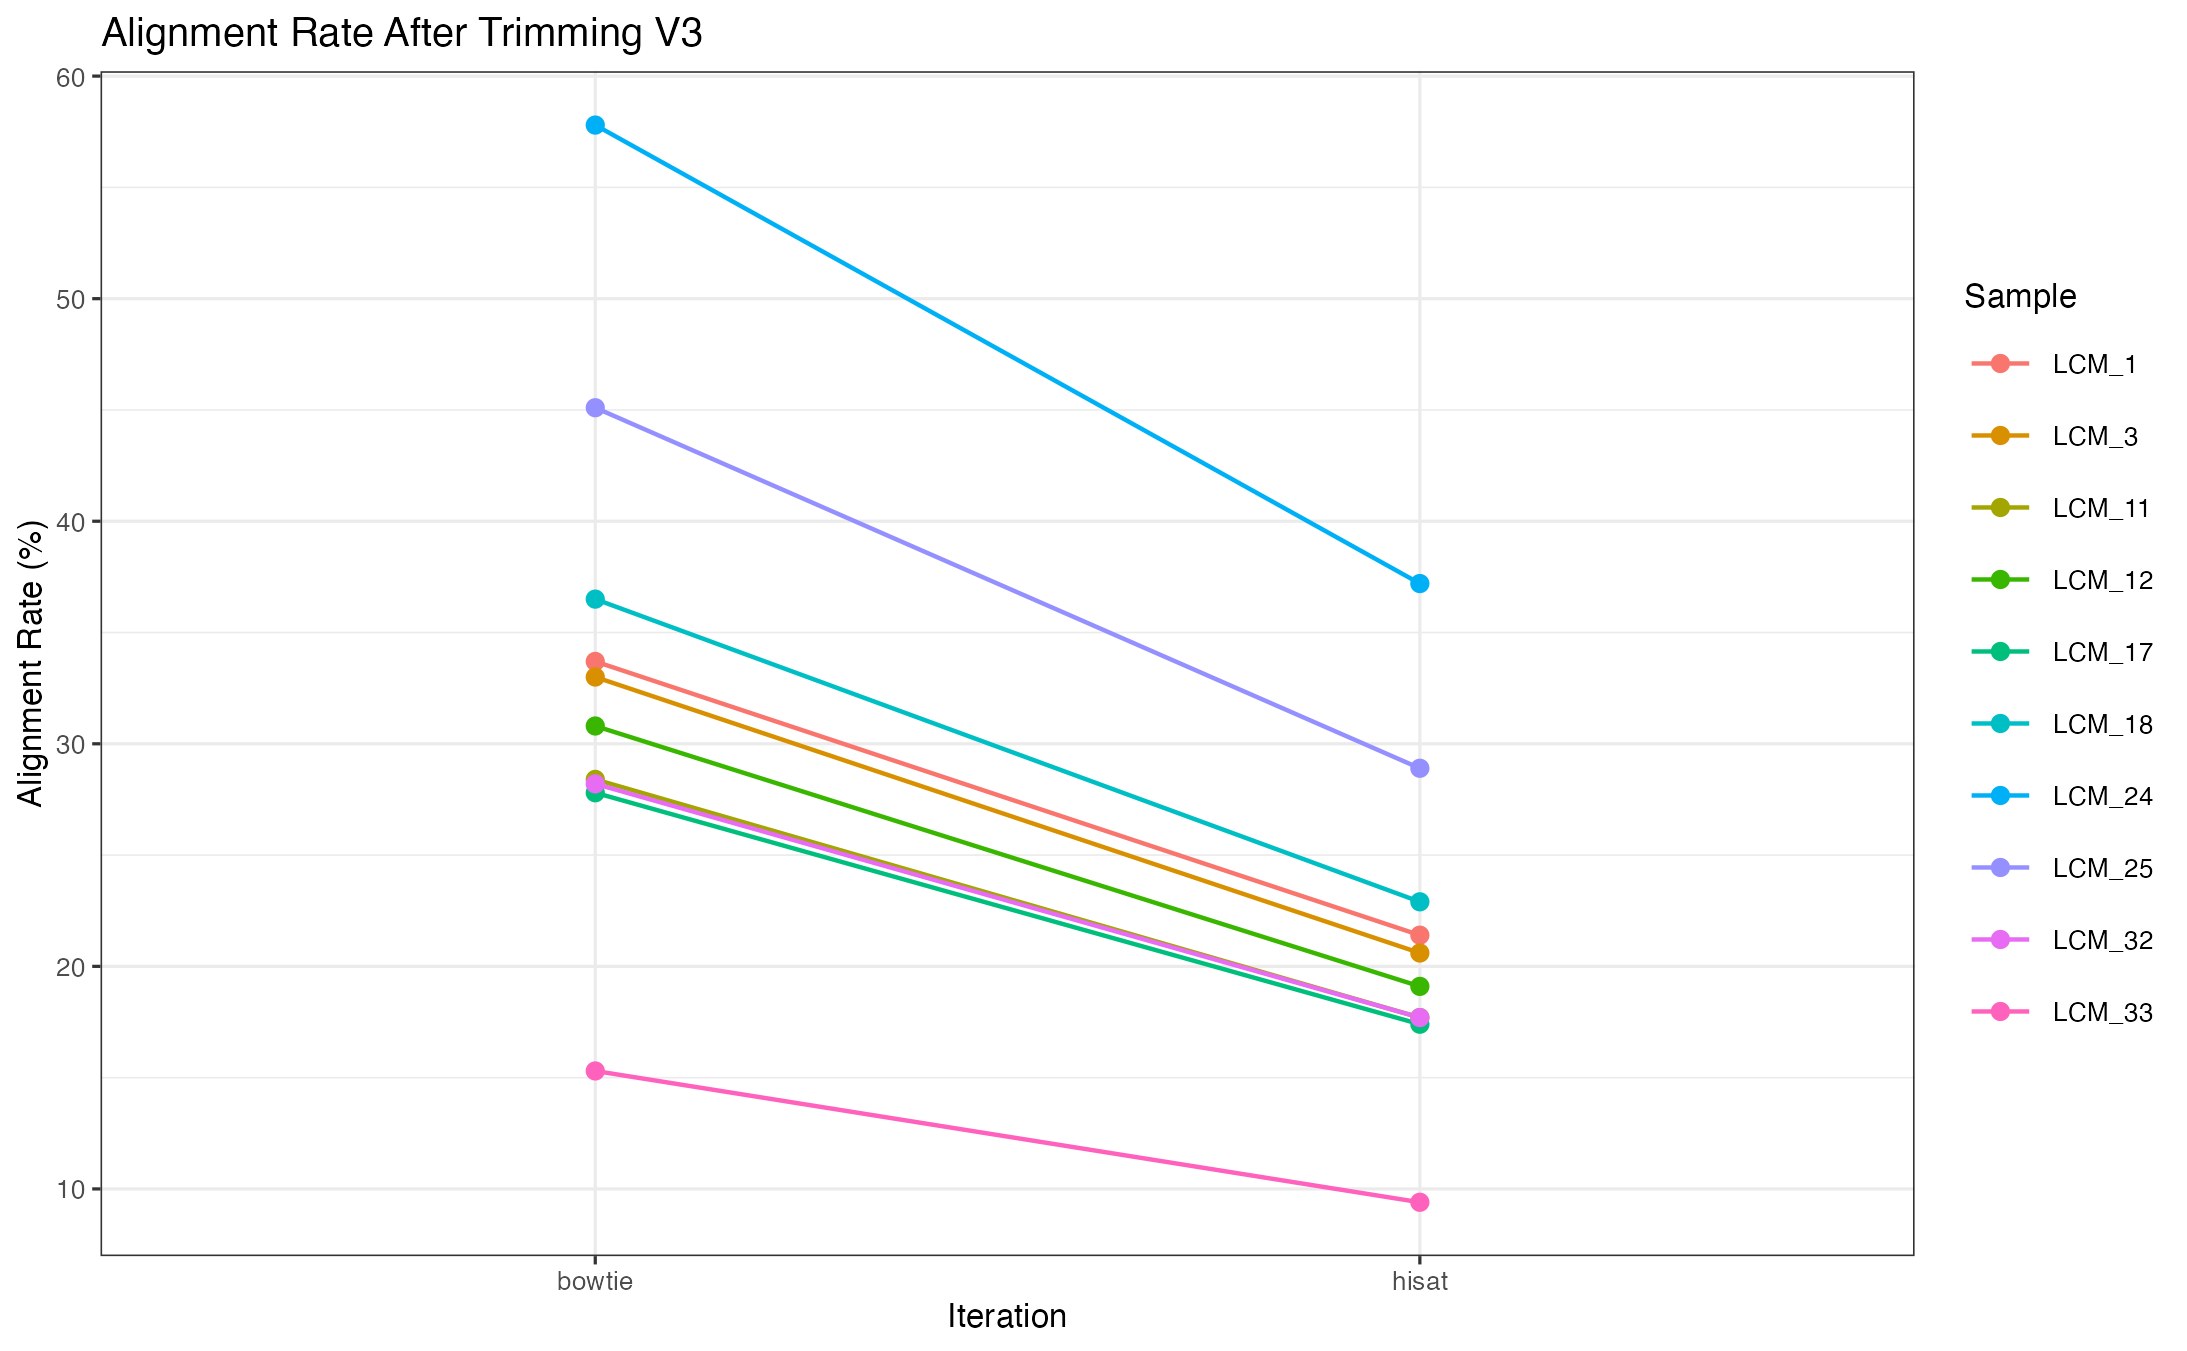 Alignment Rate After Trimming V3
Alignment Rate (%)
60
50
40
30
20
10
bowtie
hisat
Iteration
Sample
LCM_1
LCM_3
LCM_11
LCM_12
LCM_17
LCM_18
LCM_24
LCM_25
LCM_32
LCM_33